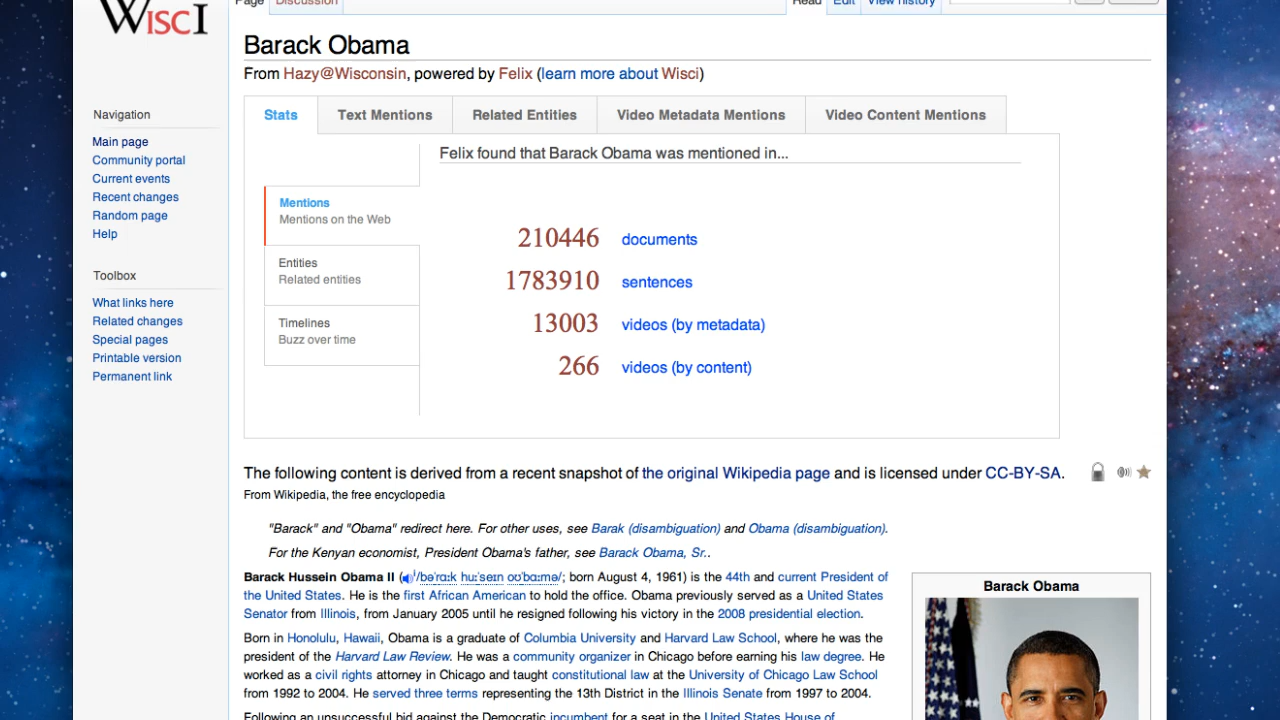 WISCI
Page Discussion Read Edit View history
Barack Obama
From Hazy@Wisconsin, powered by Felix (learn more about Wisci)
Stats Text Mentions Related Entities Video Metadata Mentions Video Content Mentions
Navigation
Main page
Community portal
Current events
Recent changes
Random page
Help
Toolbox
What links here
Related changes
Special pages
Printable version
Permanent link
Mentions
Mentions on the Web
Entities
Related entities
Timelines
Buzz over time
Felix found that Barack Obama was mentioned in...
210446 documents
1783910 sentences
13003 videos (by metadata)
266 videos (by content)
The following content is derived from a recent snapshot of the original Wikipedia page and is licensed under CC-BY-SA.
From Wikipedia, the free encyclopedia
"Barack" and "Obama" redirect here. For other uses, see Barak (disambiguation) and Obama (disambiguation).
For the Kenyan economist, President Obama's father, see Barack Obama, Sr..
Barack Hussein Obama II (/bəˈrɑːk huːˈseɪn oʊˈbɑːmə/; born August 4, 1961) is the 44th and current President of
the United States. He is the first African American to hold the office. Obama previously served as a United States
Senator from Illinois, from January 2005 until he resigned following his victory in the 2008 presidential election.
Born in Honolulu, Hawaii, Obama is a graduate of Columbia University and Harvard Law School, where he was the
president of the Harvard Law Review. He was a community organizer in Chicago before earning his law degree. He
worked as a civil rights attorney in Chicago and taught constitutional law at the University of Chicago Law School
from 1992 to 2004. He served three terms representing the 13th District in the Illinois Senate from 1997 to 2004.
Following an unsuccessful bid against the Democratic incumbent for a seat in the United States House of
Barack Obama